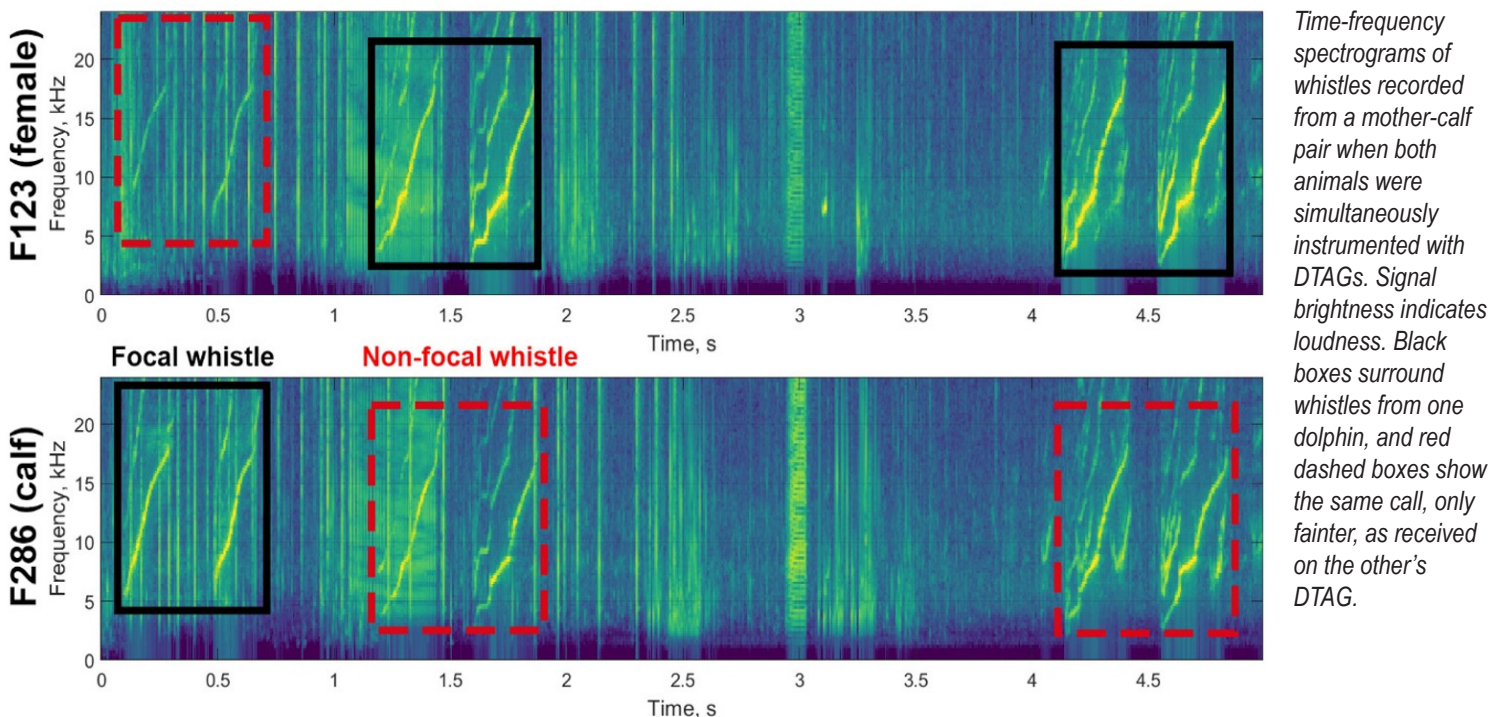 F123 (female)
Frequency, kHz
20
15
10
5
0
0 0.5 1 1.5 2 2.5 3 3.5 4 4.5
Time, s
Focal whistle Non-focal whistle
F286 (calf)
Frequency, kHz
20
15
10
5
0
0 0.5 1 1.5 2 2.5 3 3.5 4 4.5
Time, s
Time-frequency
spectrograms of
whistles recorded
from a mother-calf
pair when both
animals were
simultaneously
instrumented with
DTAGs. Signal
brightness indicates
loudness. Black
boxes surround
whistles from one
dolphin, and red
dashed boxes show
the same call, only
fainter, as received
on the other's
DTAG.